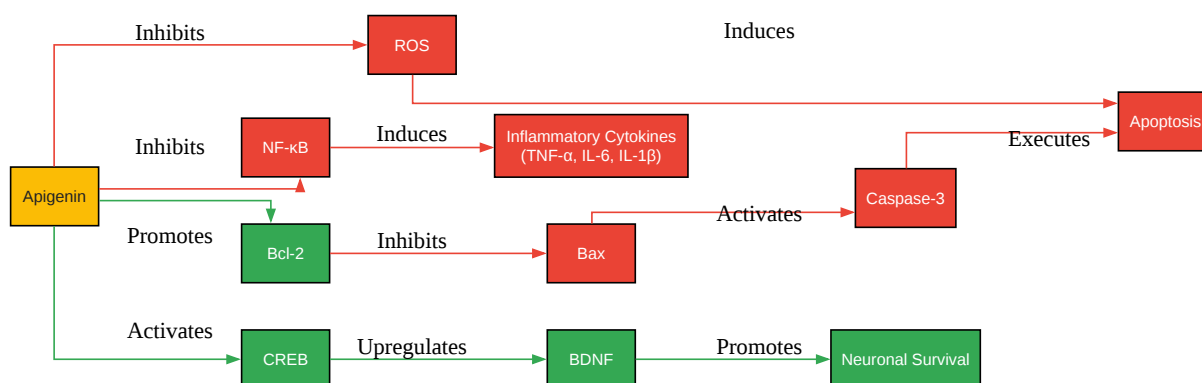 Inhibits
Induces
ROS
Apoptosis
Inhibits
NF-κB
Induces
Inflammatory Cytokines
(TNF-α, IL-6, IL-1β)
Executes
Apigenin
Caspase-3
Promotes
Bcl-2
Inhibits
Bax
Activates
Activates
CREB
Upregulates
BDNF
Promotes
Neuronal Survival